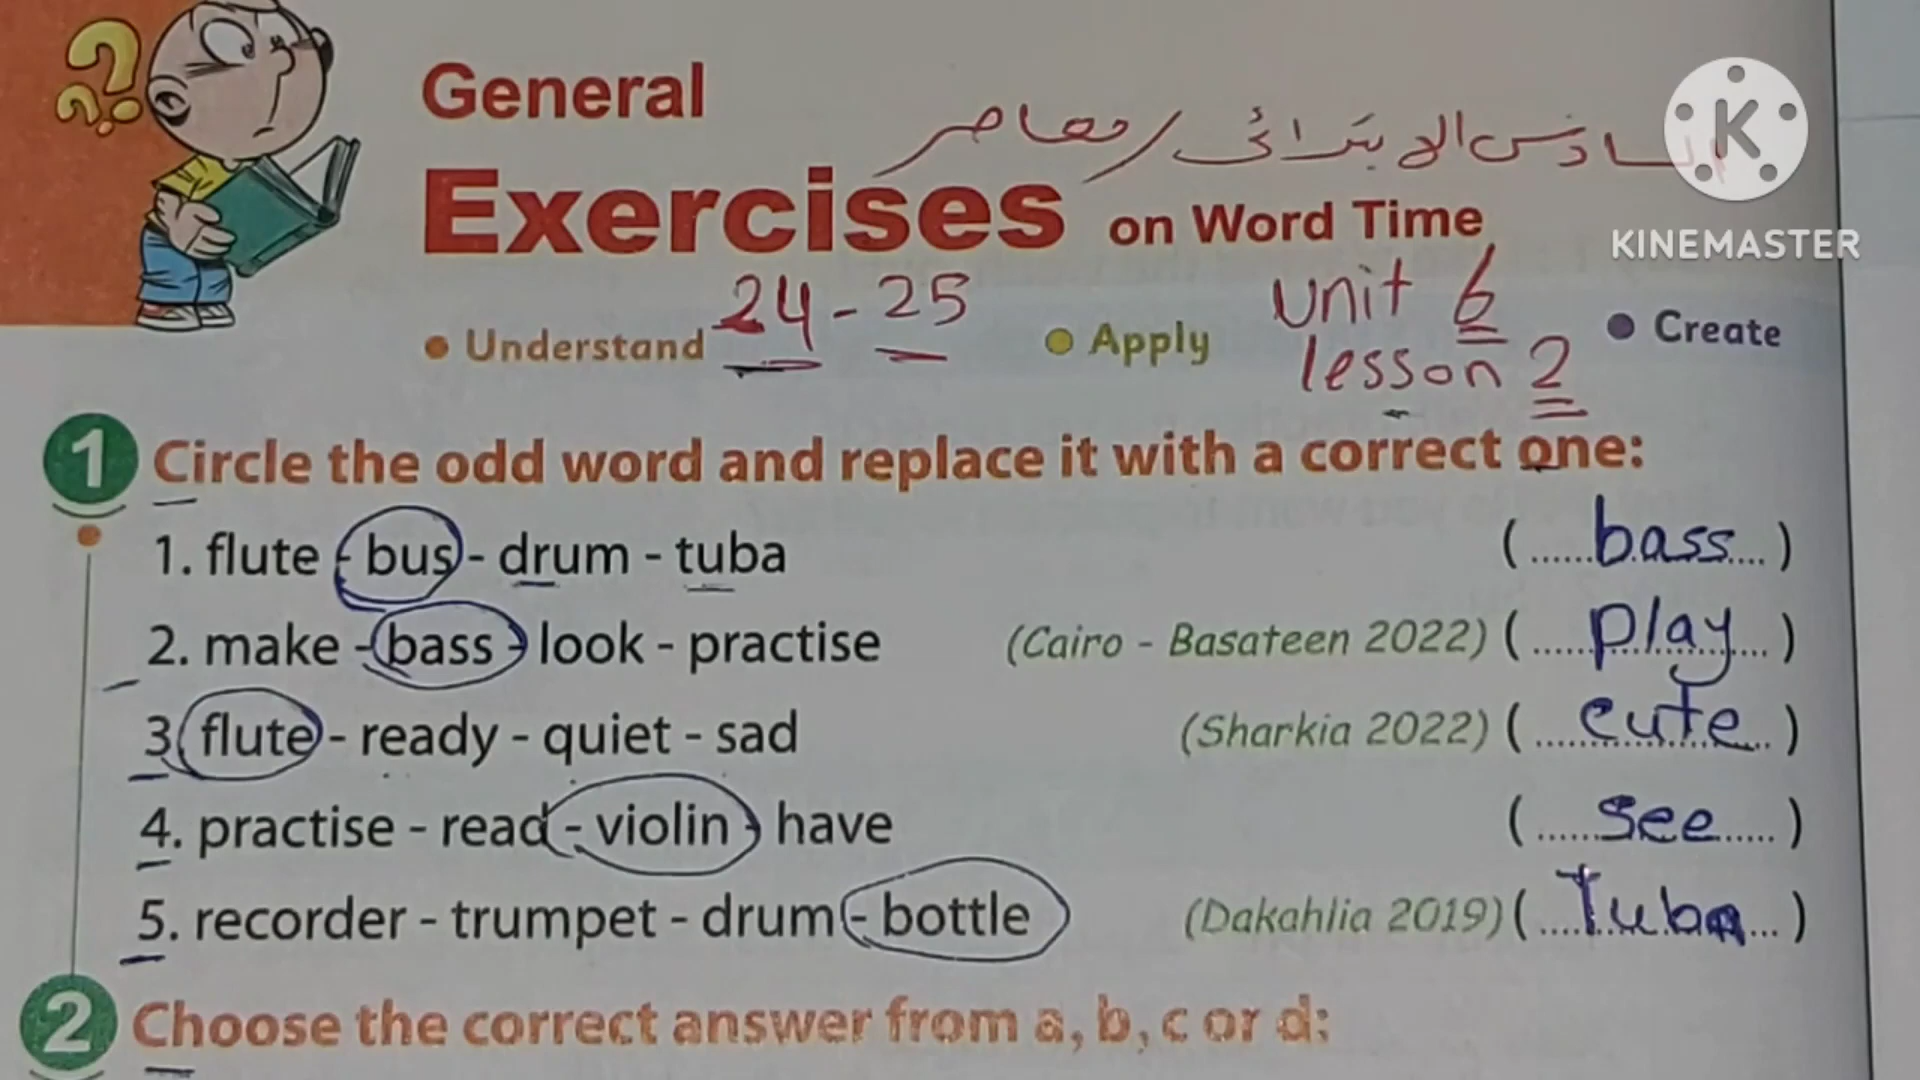 General
السادس الابتدائى / معاصر
K
Exercises on Word Time
KINEMASTER
24 - 25
unit 6
• Understand
• Apply
• Create
lesson 2
1 Circle the odd word and replace it with a correct one:
1. flute - bus - drum - tuba (......bass....)
2. make - bass - look - practise (Cairo - Basateen 2022) (.....play....)
3. flute - ready - quiet - sad (Sharkia 2022) (....cute...)
4. practise - read - violin - have (......see.....)
5. recorder - trumpet - drum - bottle (Dakahlia 2019) (....Tuba...)
2 Choose the correct answer from a, b, c or d: